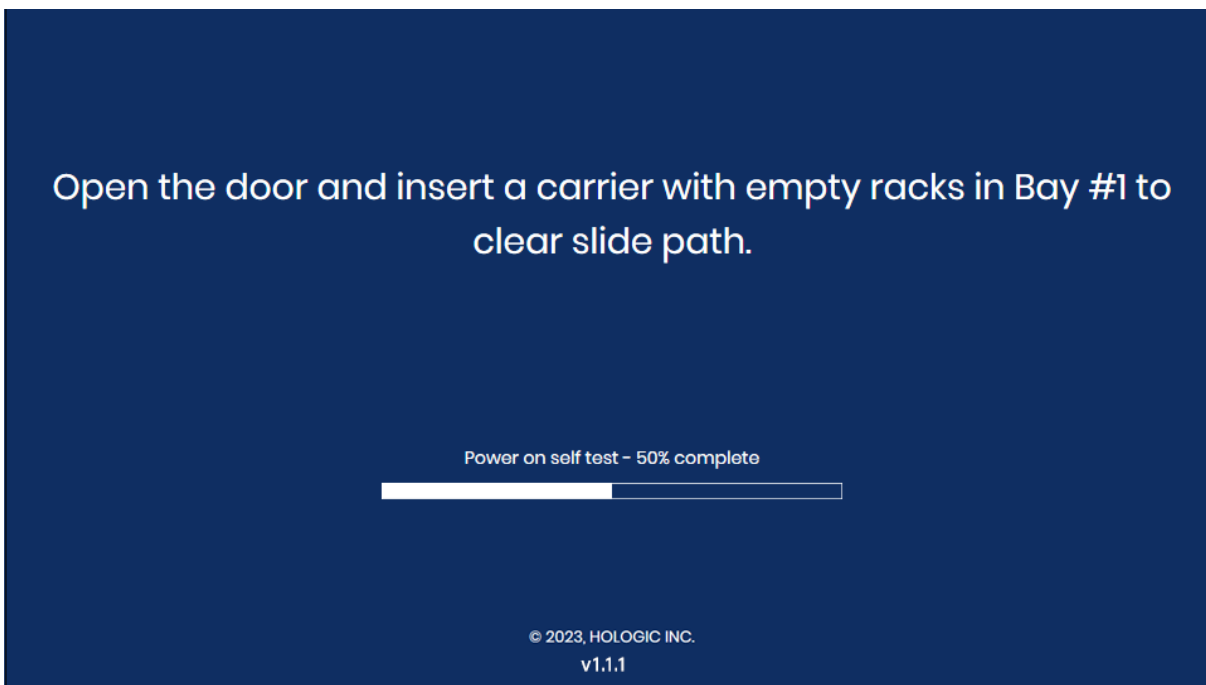 Open the door and insert a carrier with empty racks in Bay #1 to
clear slide path.
Power on self test - 50% complete
© 2023, HOLOGIC INC.
v1.1.1